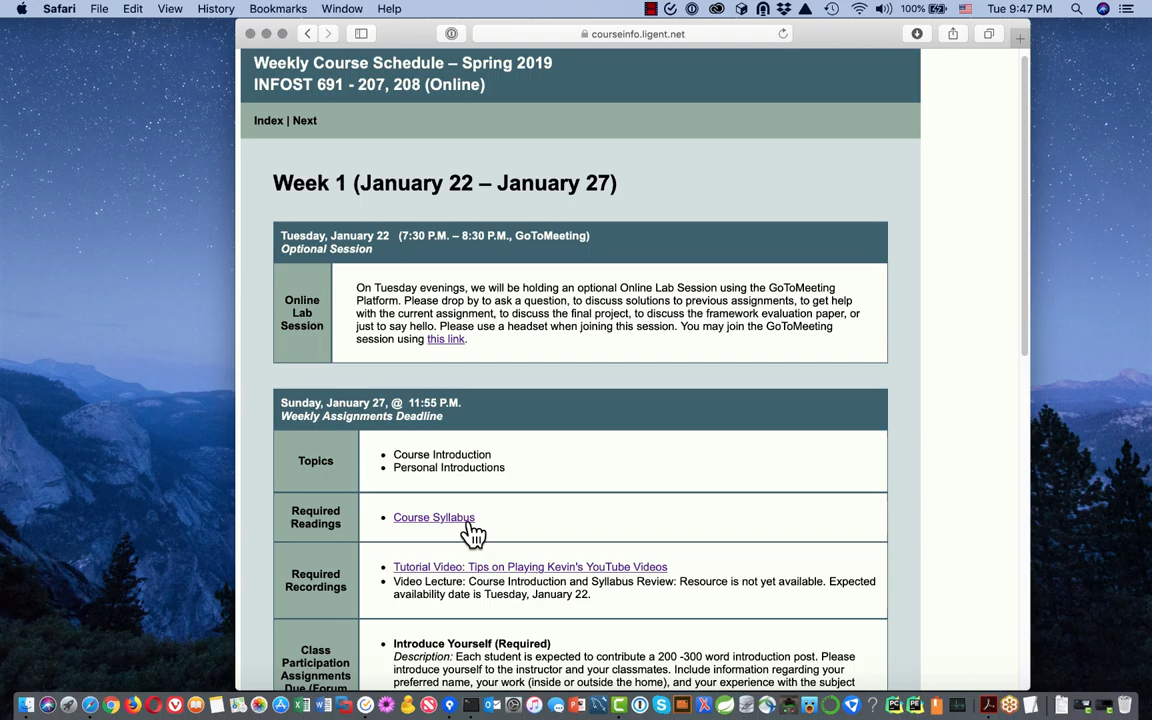 Safari File Edit View History Bookmarks Window Help 100% Tue 9:47 PM
courseinfo.ligent.net
Weekly Course Schedule – Spring 2019
INFOST 691 - 207, 208 (Online)
Index | Next
Week 1 (January 22 – January 27)
Tuesday, January 22 (7:30 P.M. – 8:30 P.M., GoToMeeting)
Optional Session
Online
Lab
Session
On Tuesday evenings, we will be holding an optional Online Lab Session using the GoToMeeting
Platform. Please drop by to ask a question, to discuss solutions to previous assignments, to get help
with the current assignment, to discuss the final project, to discuss the framework evaluation paper, or
just to say hello. Please use a headset when joining this session. You may join the GoToMeeting
session using this link.
Sunday, January 27, @ 11:55 P.M.
Weekly Assignments Deadline
Topics
• Course Introduction
• Personal Introductions
Required
Readings
• Course Syllabus
Required
Recordings
• Tutorial Video: Tips on Playing Kevin's YouTube Videos
• Video Lecture: Course Introduction and Syllabus Review: Resource is not yet available. Expected
availability date is Tuesday, January 22.
Class
Participation
Assignments
Due (Forum
• Introduce Yourself (Required)
Description: Each student is expected to contribute a 200 -300 word introduction post. Please
introduce yourself to the instructor and your classmates. Include information regarding your
preferred name, your work (inside or outside the home), and your experience with the subject